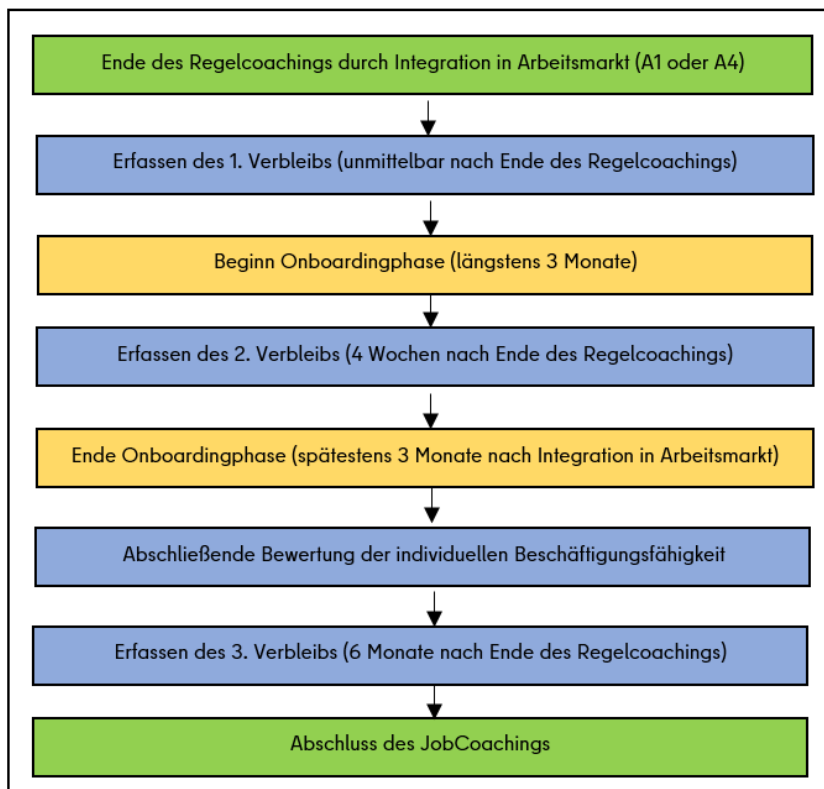 Ende des Regelcoachings durch Integration in Arbeitsmarkt (A1 oder A4)
Erfassen des 1. Verbleibs (unmittelbar nach Ende des Regelcoachings)
Beginn Onboardingphase (längstens 3 Monate)
Erfassen des 2. Verbleibs (4 Wochen nach Ende des Regelcoachings)
Ende Onboardingphase (spätestens 3 Monate nach Integration in Arbeitsmarkt)
Abschließende Bewertung der individuellen Beschäftigungsfähigkeit
Erfassen des 3. Verbleibs (6 Monate nach Ende des Regelcoachings)
Abschluss des JobCoachings